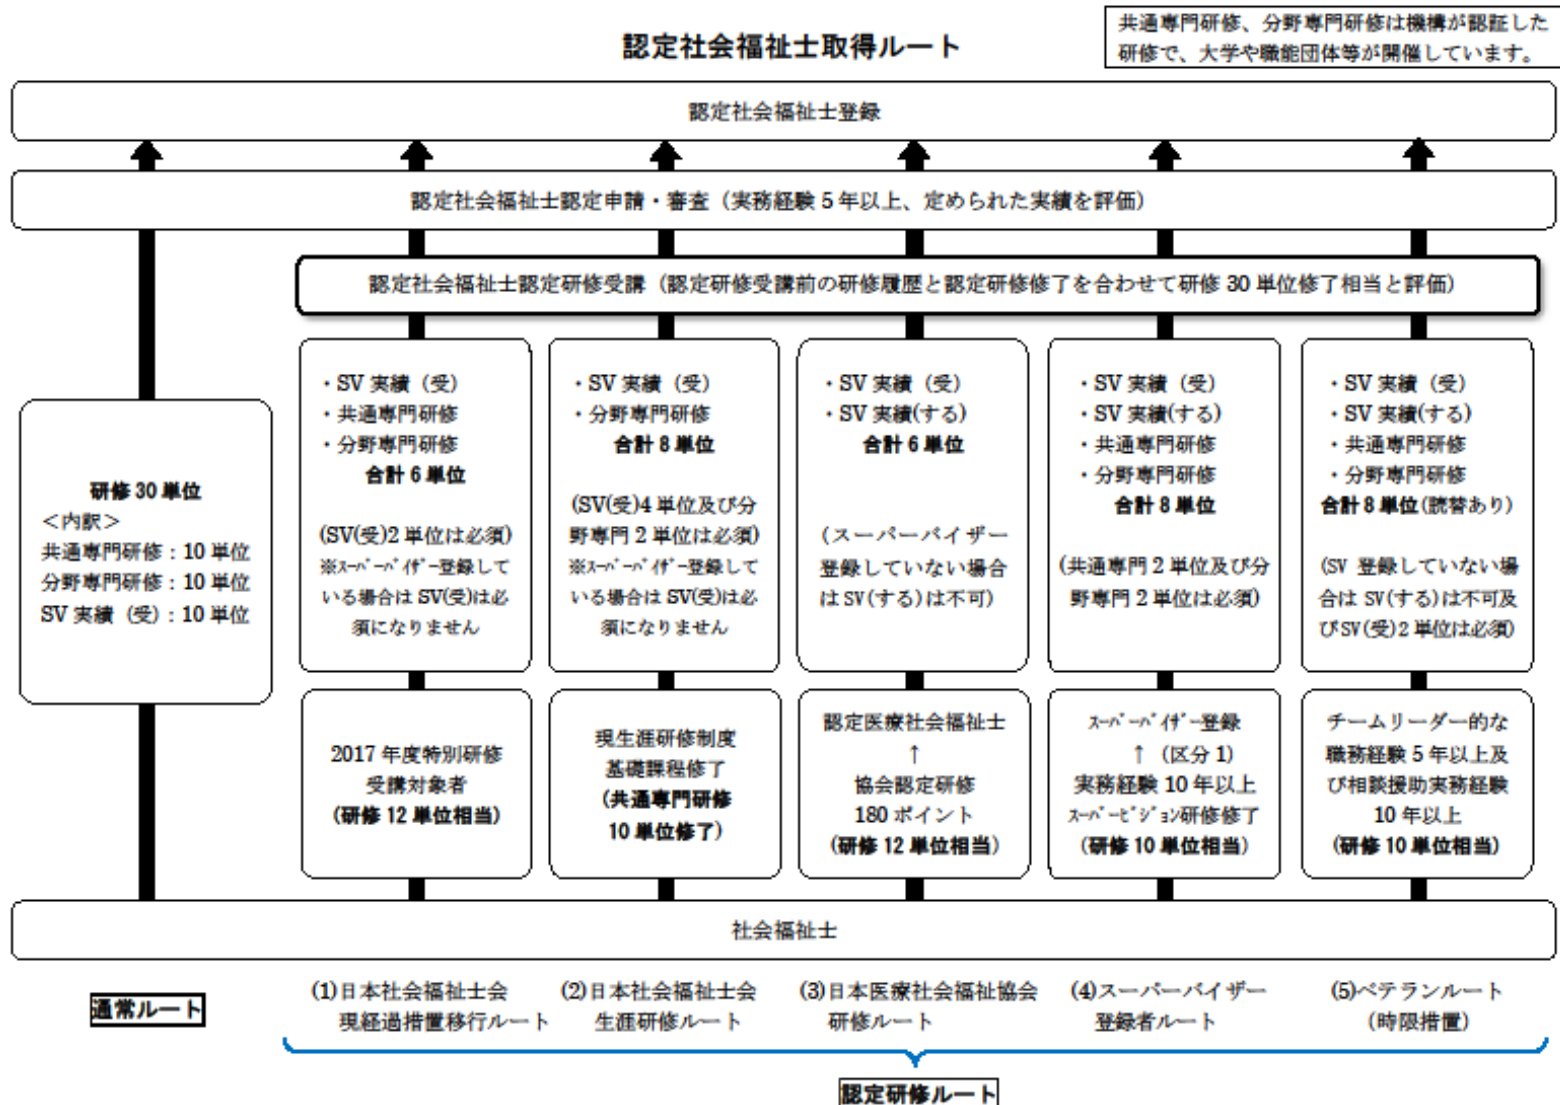 認定社会福祉士取得ルート
共通専門研修、分野専門研修は機構が認証した
研修で、大学や職能団体等が開催しています。
認定社会福祉士登録
認定社会福祉士認定申請・審査（実務経験 5 年以上、定められた実績を評価）
認定社会福祉士認定研修受講（認定研修受講前の研修履歴と認定研修修了を合わせて研修 30 単位修了相当と評価）
研修 30 単位
＜内訳＞
共通専門研修：10 単位
分野専門研修：10 単位
SV 実績（受）：10 単位
・SV 実績（受）
・共通専門研修
・分野専門研修
合計 6 単位
(SV(受)2 単位は必須)
※ｽｰﾊﾟｰﾊﾞｲｻﾞｰ登録して
いる場合は SV(受)は必
須になりません
・SV 実績（受）
・分野専門研修
合計 8 単位
(SV(受)4 単位及び分
野専門 2 単位は必須)
※ｽｰﾊﾟｰﾊﾞｲｻﾞｰ登録して
いる場合は SV(受)は必
須になりません
・SV 実績（受）
・SV 実績(する)
合計 6 単位
（スーパーバイザー
登録していない場合
は SV(する)は不可）
・SV 実績（受）
・SV 実績(する)
・共通専門研修
・分野専門研修
合計 8 単位
(共通専門 2 単位及び分
野専門 2 単位は必須)
・SV 実績（受）
・SV 実績(する)
・共通専門研修
・分野専門研修
合計 8 単位(読替あり)
(SV 登録していない場
合は SV(する)は不可及
びSV(受)2 単位は必須)
2017 年度特別研修
受講対象者
(研修 12 単位相当)
現生涯研修制度
基礎課程修了
(共通専門研修
10 単位修了)
認定医療社会福祉士
↑
協会認定研修
180 ポイント
(研修 12 単位相当)
ｽｰﾊﾟｰﾊﾞｲｻﾞｰ登録
↑（区分 1）
実務経験 10 年以上
ｽｰﾊﾟｰﾋﾞｼﾞｮﾝ研修修了
(研修 10 単位相当)
チームリーダー的な
職務経験 5 年以上及
び相談援助実務経験
10 年以上
(研修 10 単位相当)
社会福祉士
通常ルート
(1)日本社会福祉士会
現経過措置移行ルート
(2)日本社会福祉士会
生涯研修ルート
(3)日本医療社会福祉協会
研修ルート
(4)スーパーバイザー
登録者ルート
(5)ベテランルート
（時限措置）
認定研修ルート